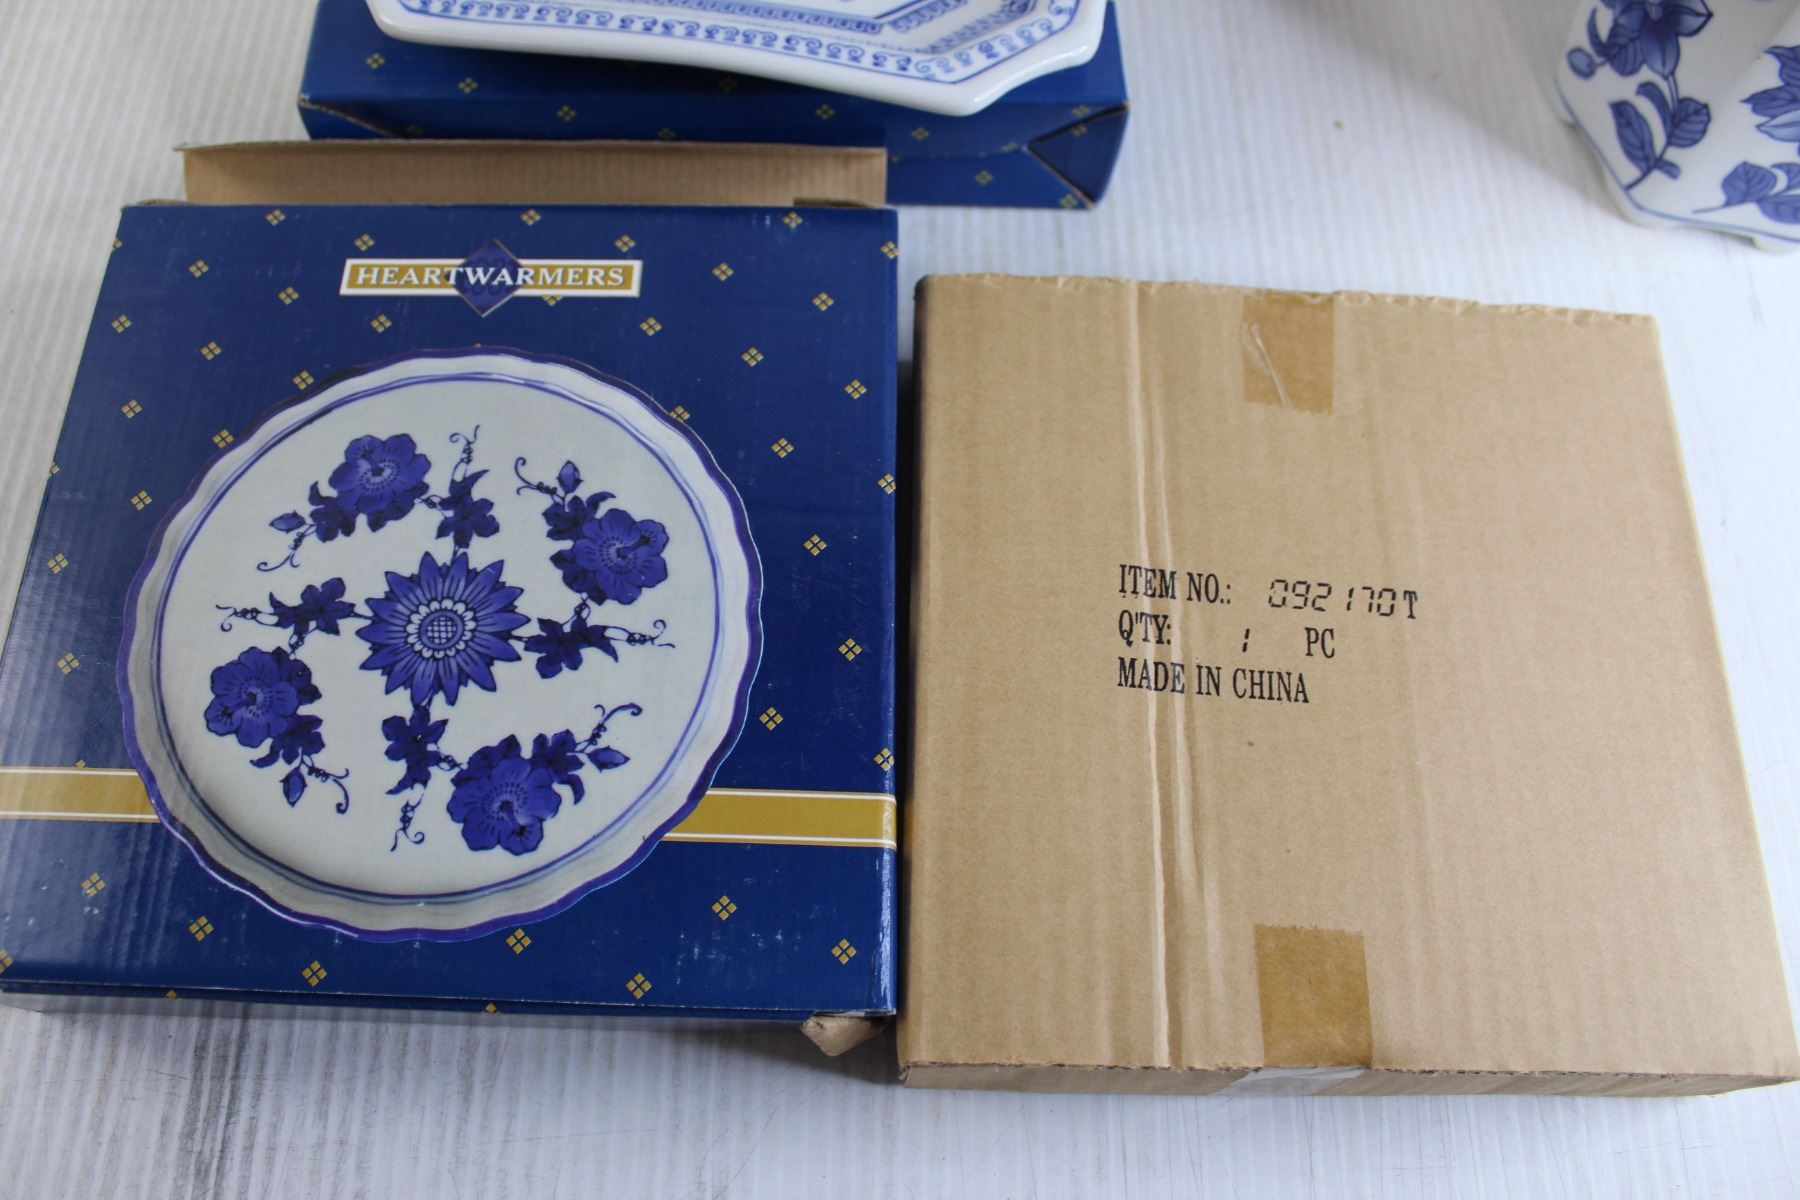 HEARTWARMERS
ITEM NO.: 092170T
Q'TY: 1 PC
MADE IN CHINA